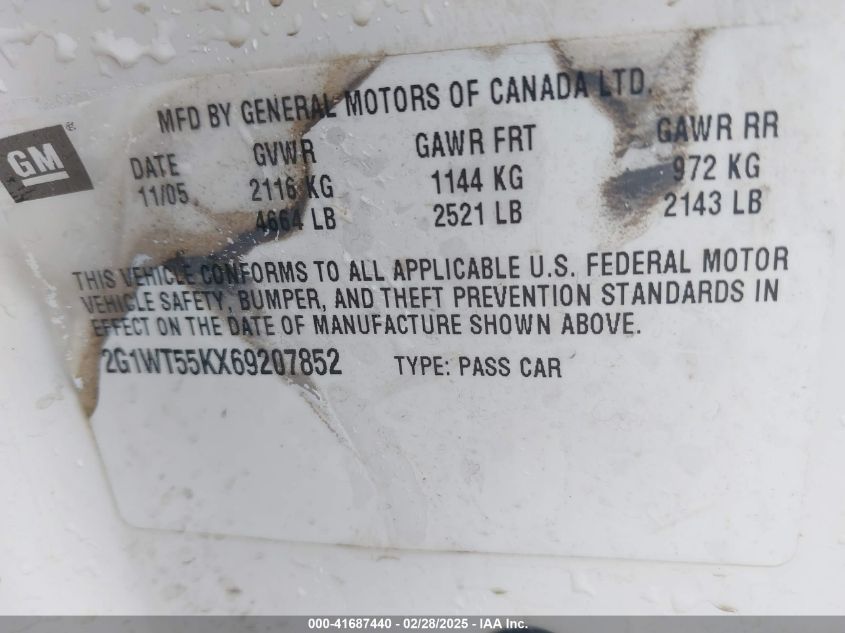 MFD BY GENERAL MOTORS OF CANADA LTD.
GM®
DATE GVWR GAWR FRT GAWR RR
11/05 2116 KG 1144 KG 972 KG
4664 LB 2521 LB 2143 LB
THIS VEHICLE CONFORMS TO ALL APPLICABLE U.S. FEDERAL MOTOR
VEHICLE SAFETY, BUMPER, AND THEFT PREVENTION STANDARDS IN
EFFECT ON THE DATE OF MANUFACTURE SHOWN ABOVE.
2G1WT55KX69207852 TYPE: PASS CAR
000-41687440 - 02/28/2025 - IAA Inc.